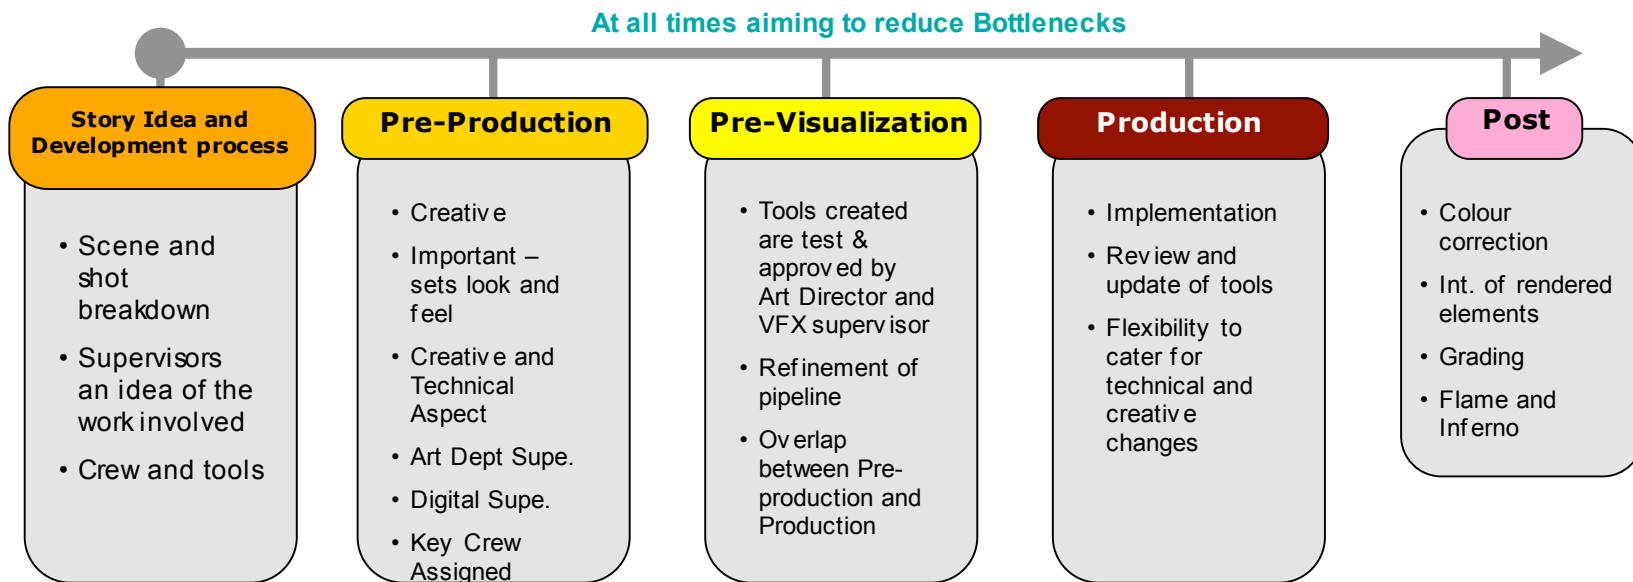 At all times aiming to reduce Bottlenecks
Story Idea and
Development process
• Scene and
shot
breakdown
• Supervisors
an idea of the
work involved
• Crew and tools
Pre-Production
• Creative
• Important –
sets look and
feel
• Creative and
Technical
Aspect
• Art Dept Supe.
• Digital Supe.
• Key Crew
Assigned
Pre-Visualization
• Tools created
are test &
approved by
Art Director and
VFX supervisor
• Refinement of
pipeline
• Overlap
between Pre-
production and
Production
Production
• Implementation
• Review and
update of tools
• Flexibility to
cater for
technical and
creative
changes
Post
• Colour
correction
• Int. of rendered
elements
• Grading
• Flame and
Inferno